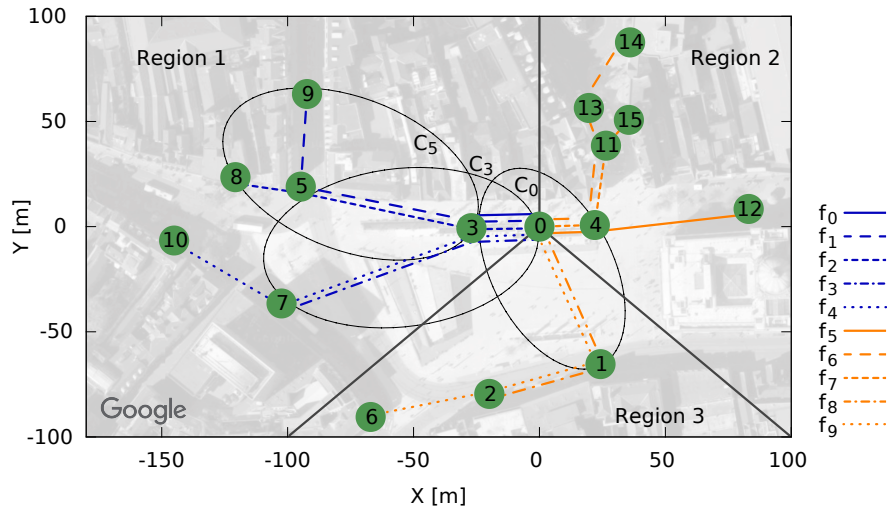 100
50
0
-50
-100
Y [m]
Region 1
Region 2
Region 3
C5
C3
C0
14
9
13
15
11
8
5
12
3
0
4
10
7
1
2
6
Google
-150
-100
-50
0
50
100
X [m]
f0
f1
f2
f3
f4
f5
f6
f7
f8
f9